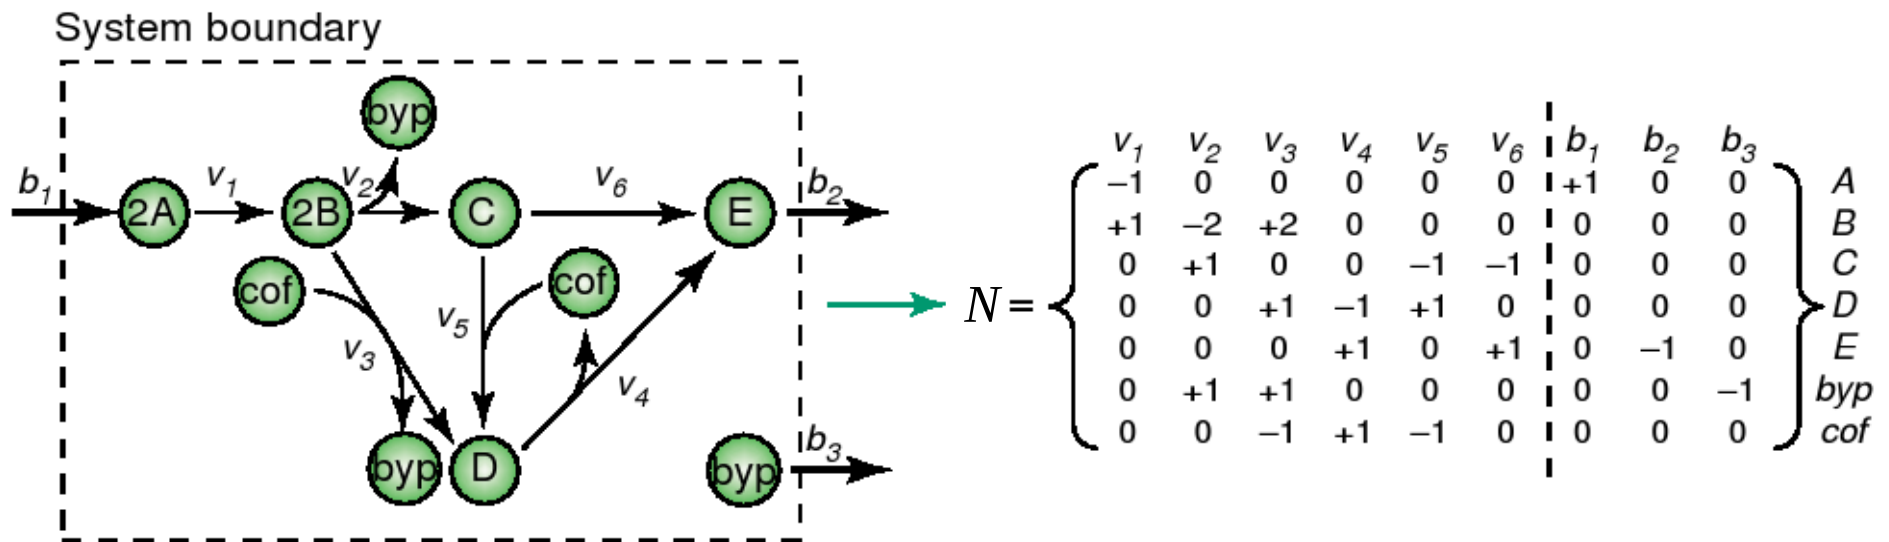 System boundary
byp
b1 2A v1 2B v2 C v6 E b2
cof cof
v3 v5 v4
byp D byp b3
N =
v1 v2 v3 v4 v5 v6 b1 b2 b3
−1 0 0 0 0 0 +1 0 0 A
+1 −2 +2 0 0 0 0 0 0 B
0 +1 0 0 −1 −1 0 0 0 C
0 0 +1 −1 +1 0 0 0 0 D
0 0 0 +1 0 +1 0 −1 0 E
0 +1 +1 0 0 0 0 0 −1 byp
0 0 −1 +1 −1 0 0 0 0 cof